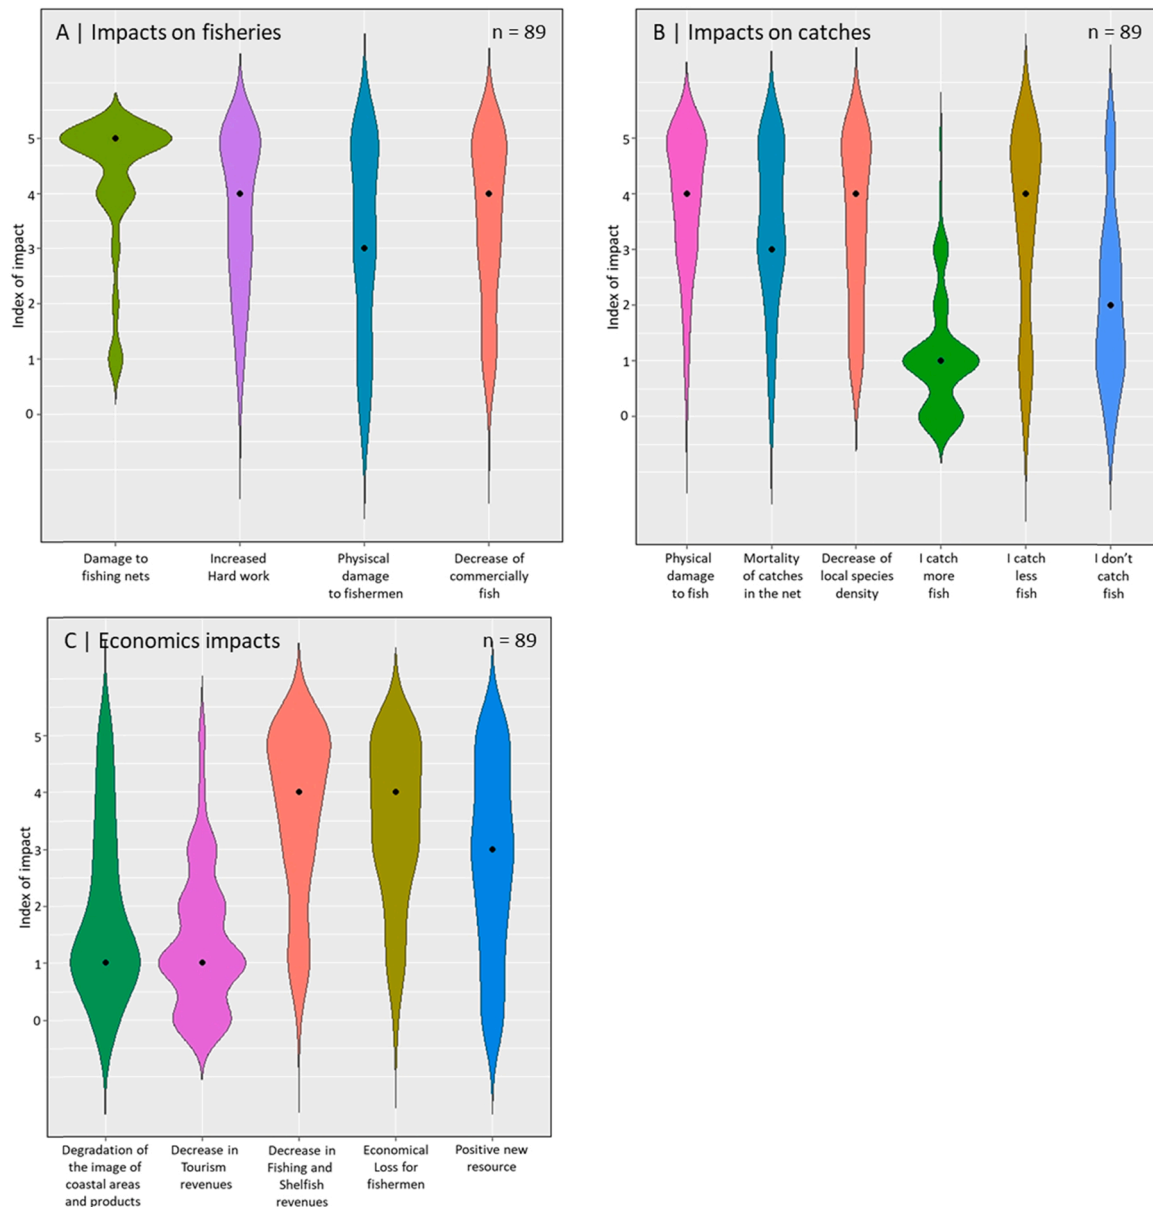 A | Impacts on fisheries
n = 89
Index of impact
5
4
3
2
1
0
Damage to
fishing nets
Increased
Hard work
Physiscal
damage
to fishermen
Decrease of
commercially
fish
B | Impacts on catches
n = 89
Index of impact
5
4
3
2
1
0
Physical
damage
to fish
Mortality
of catches
in the net
Decrease of
local species
density
I catch
more
fish
I catch
less
fish
I don't
catch
fish
C | Economics impacts
n = 89
Index of impact
5
4
3
2
1
0
Degradation of
the image of
coastal areas
and products
Decrease in
Tourism
revenues
Decrease in
Fishing and
Shelfish
revenues
Economical
Loss for
fishermen
Positive new
resource